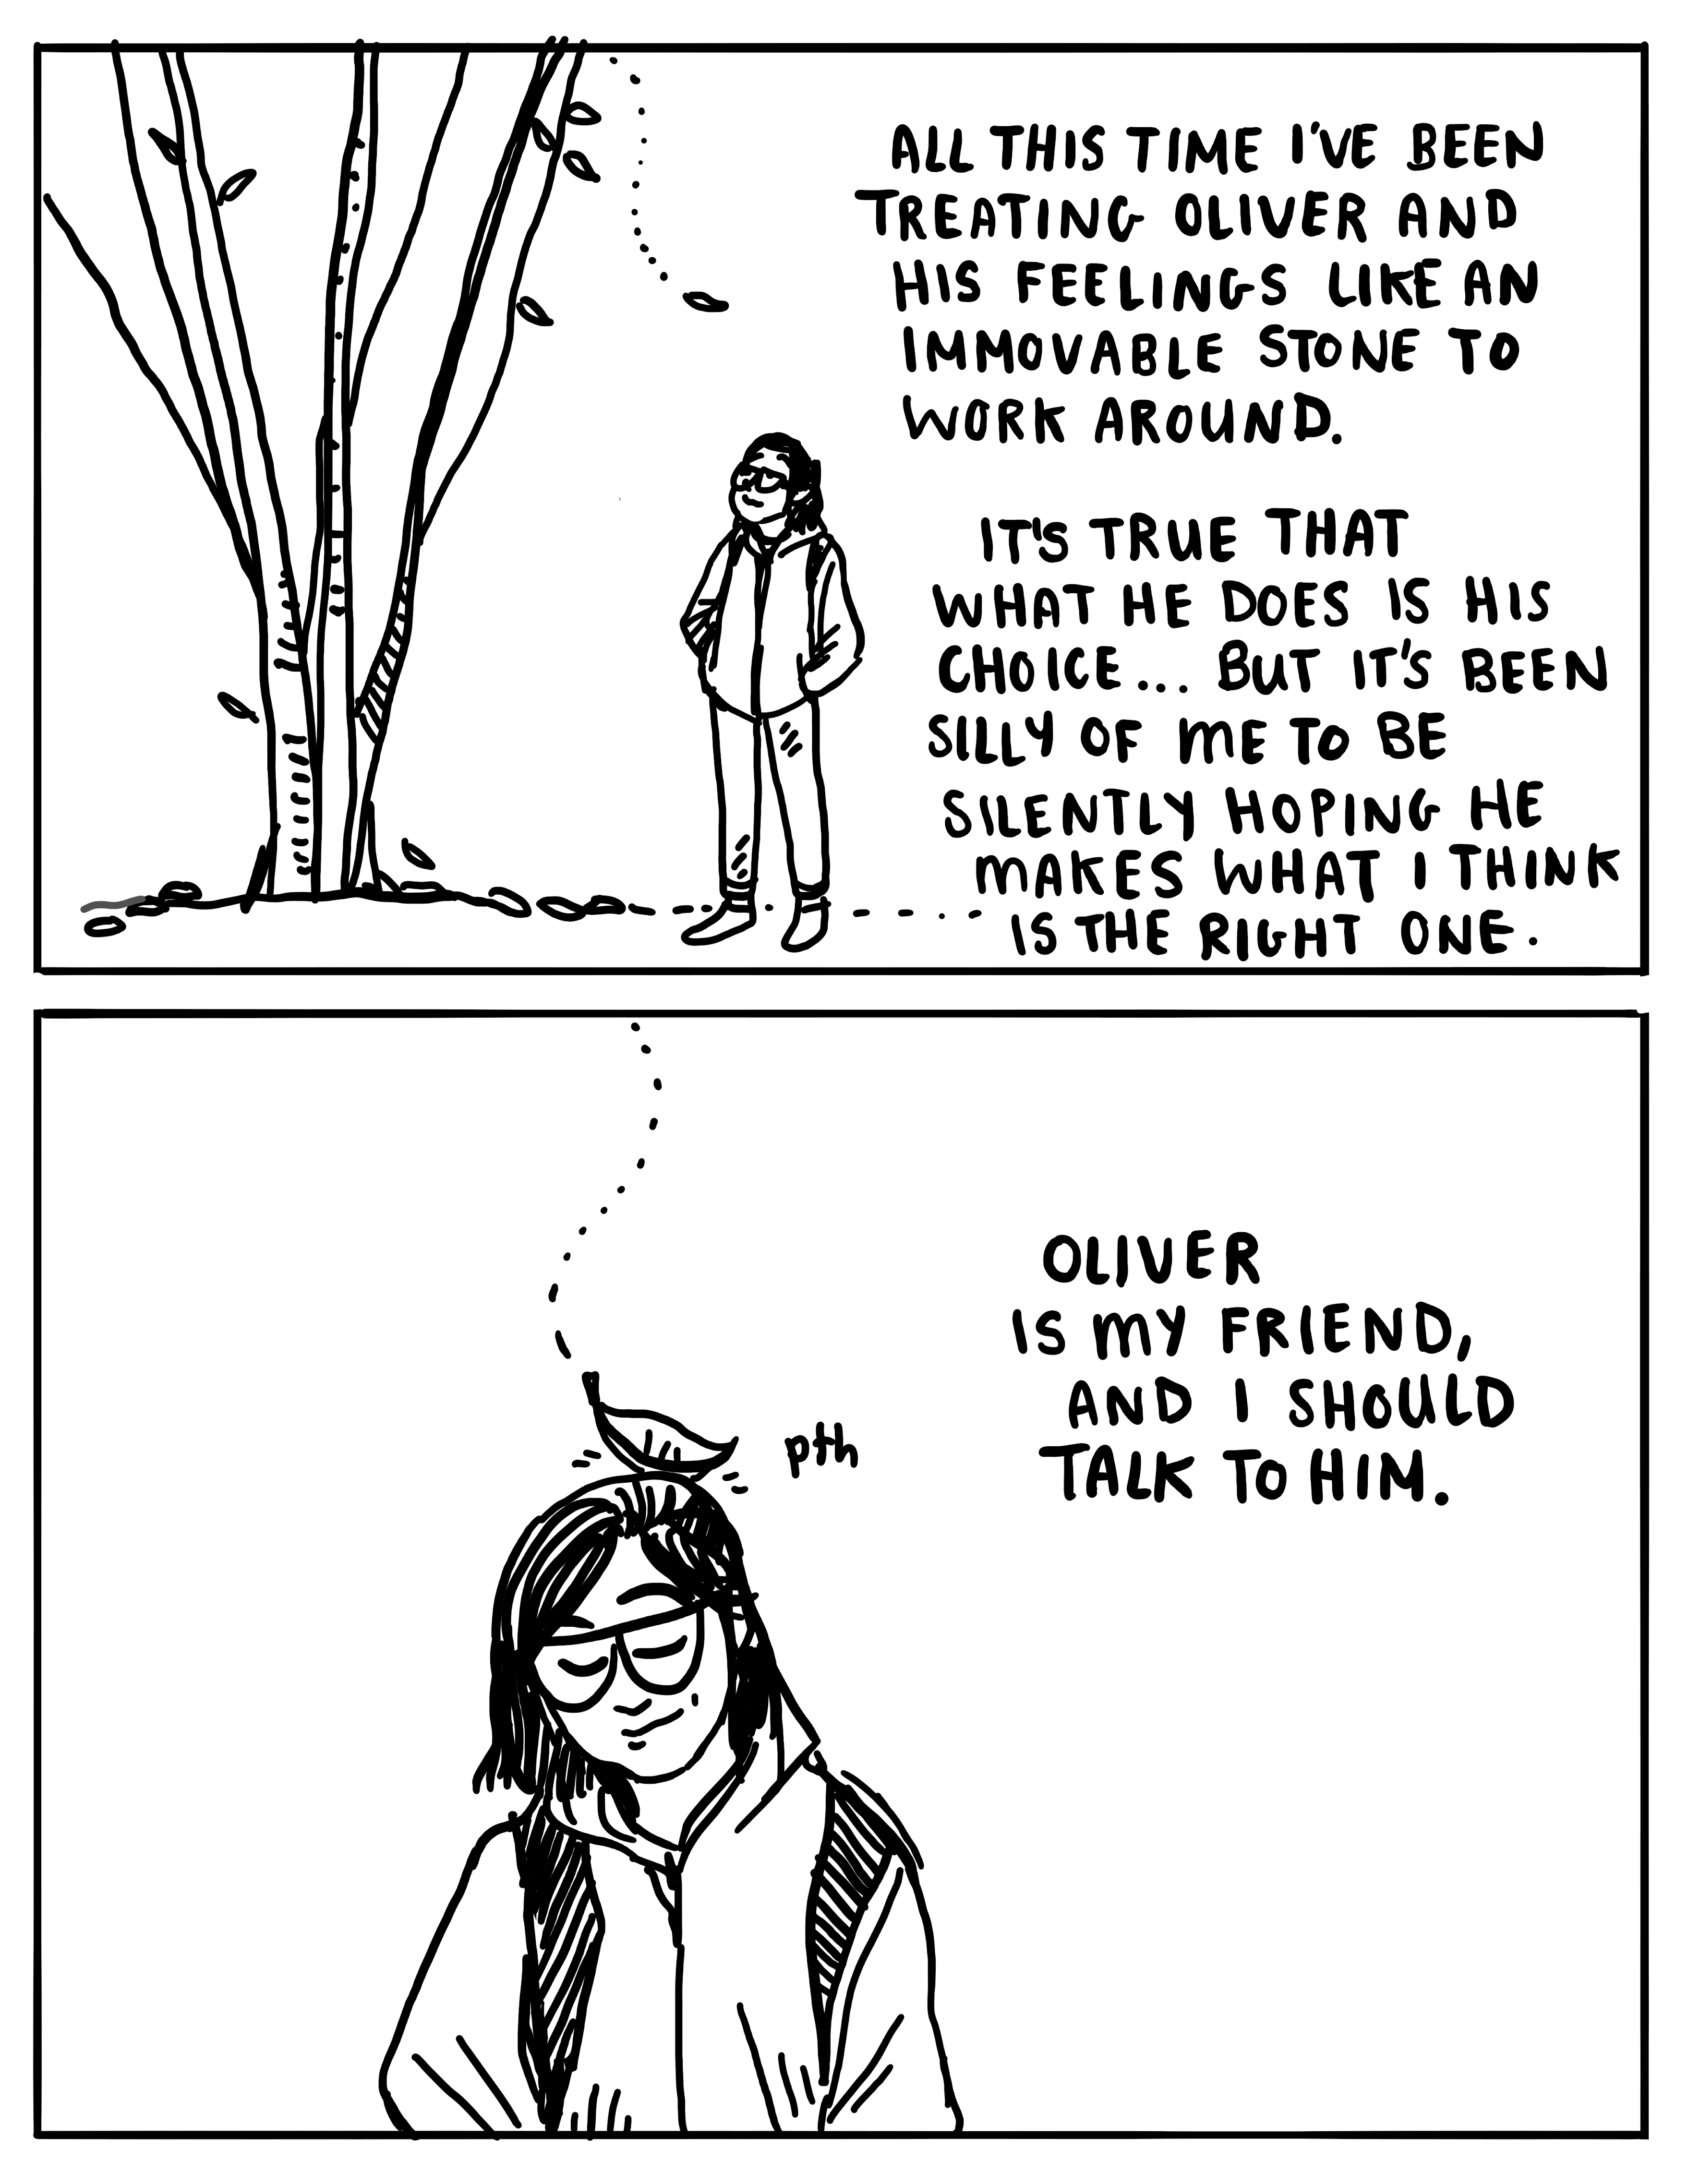 ALL THIS TIME I'VE BEEN
TREATING OLIVER AND
HIS FEELINGS LIKE AN
IMMOVABLE STONE TO
WORK AROUND.
IT'S TRUE THAT
WHAT HE DOES IS HIS
CHOICE... BUT IT'S BEEN
SILLY OF ME TO BE
SILENTLY HOPING HE
MAKES WHAT I THINK
IS THE RIGHT ONE.
OLIVER
IS MY FRIEND,
AND I SHOULD
TALK TO HIM.
pth